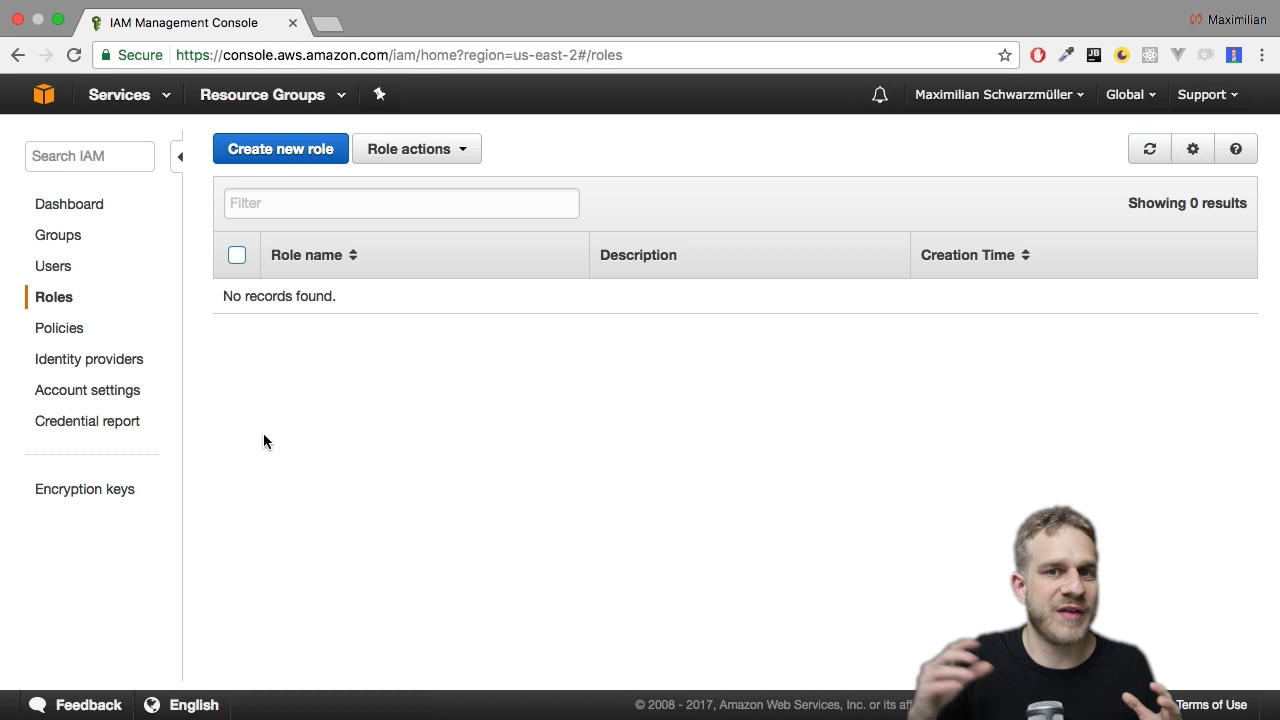 IAM Management Console
Maximilian
Secure
https://console.aws.amazon.com/iam/home?region=us-east-2#/roles
JB
Services
Resource Groups
Maximilian Schwarzmüller
Global
Support
Search IAM
Dashboard
Groups
Users
Roles
Policies
Identity providers
Account settings
Credential report
Encryption keys
Create new role
Role actions
Filter
Showing 0 results
Role name
Description
Creation Time
No records found.
Feedback
English
© 2008 - 2017, Amazon Web Services, Inc. or its
Terms of Use